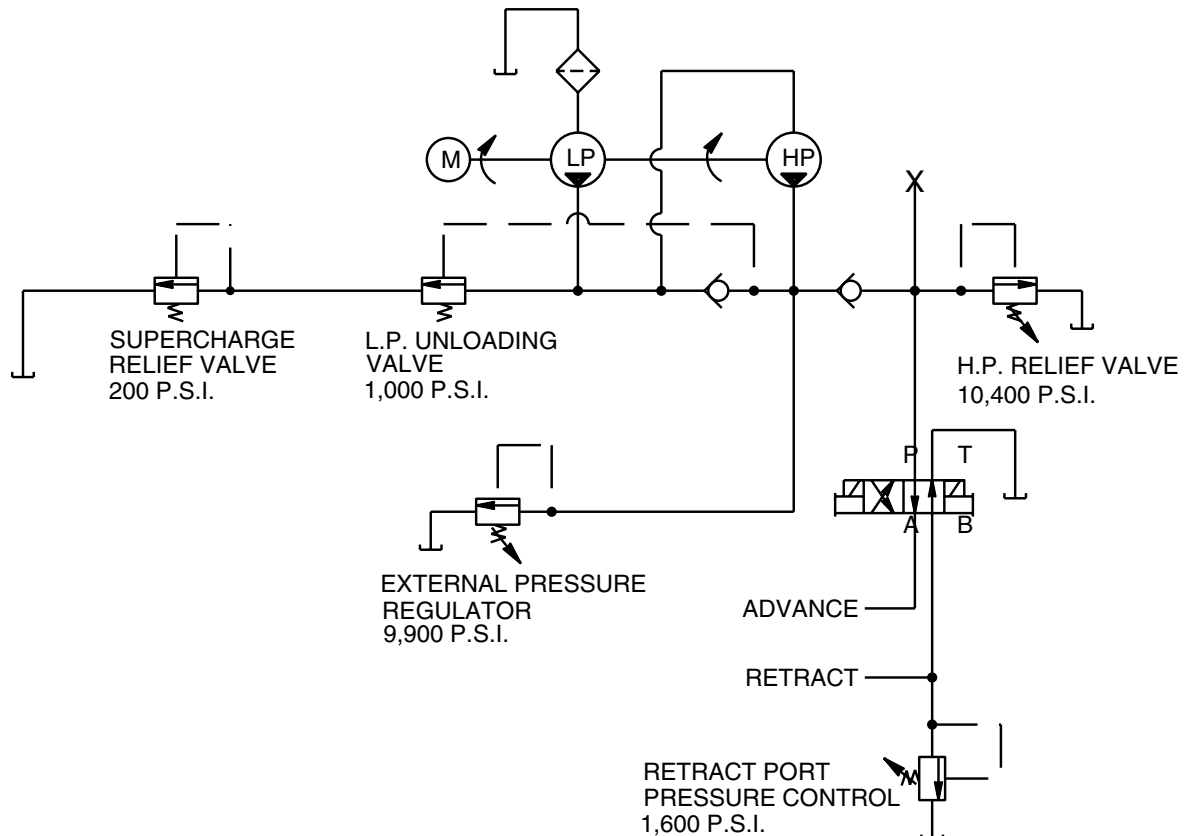 M
LP
HP
X
SUPERCHARGE
RELIEF VALVE
200 P.S.I.
L.P. UNLOADING
VALVE
1,000 P.S.I.
H.P. RELIEF VALVE
10,400 P.S.I.
P T
A B
EXTERNAL PRESSURE
REGULATOR
9,900 P.S.I.
ADVANCE
RETRACT
RETRACT PORT
PRESSURE CONTROL
1,600 P.S.I.